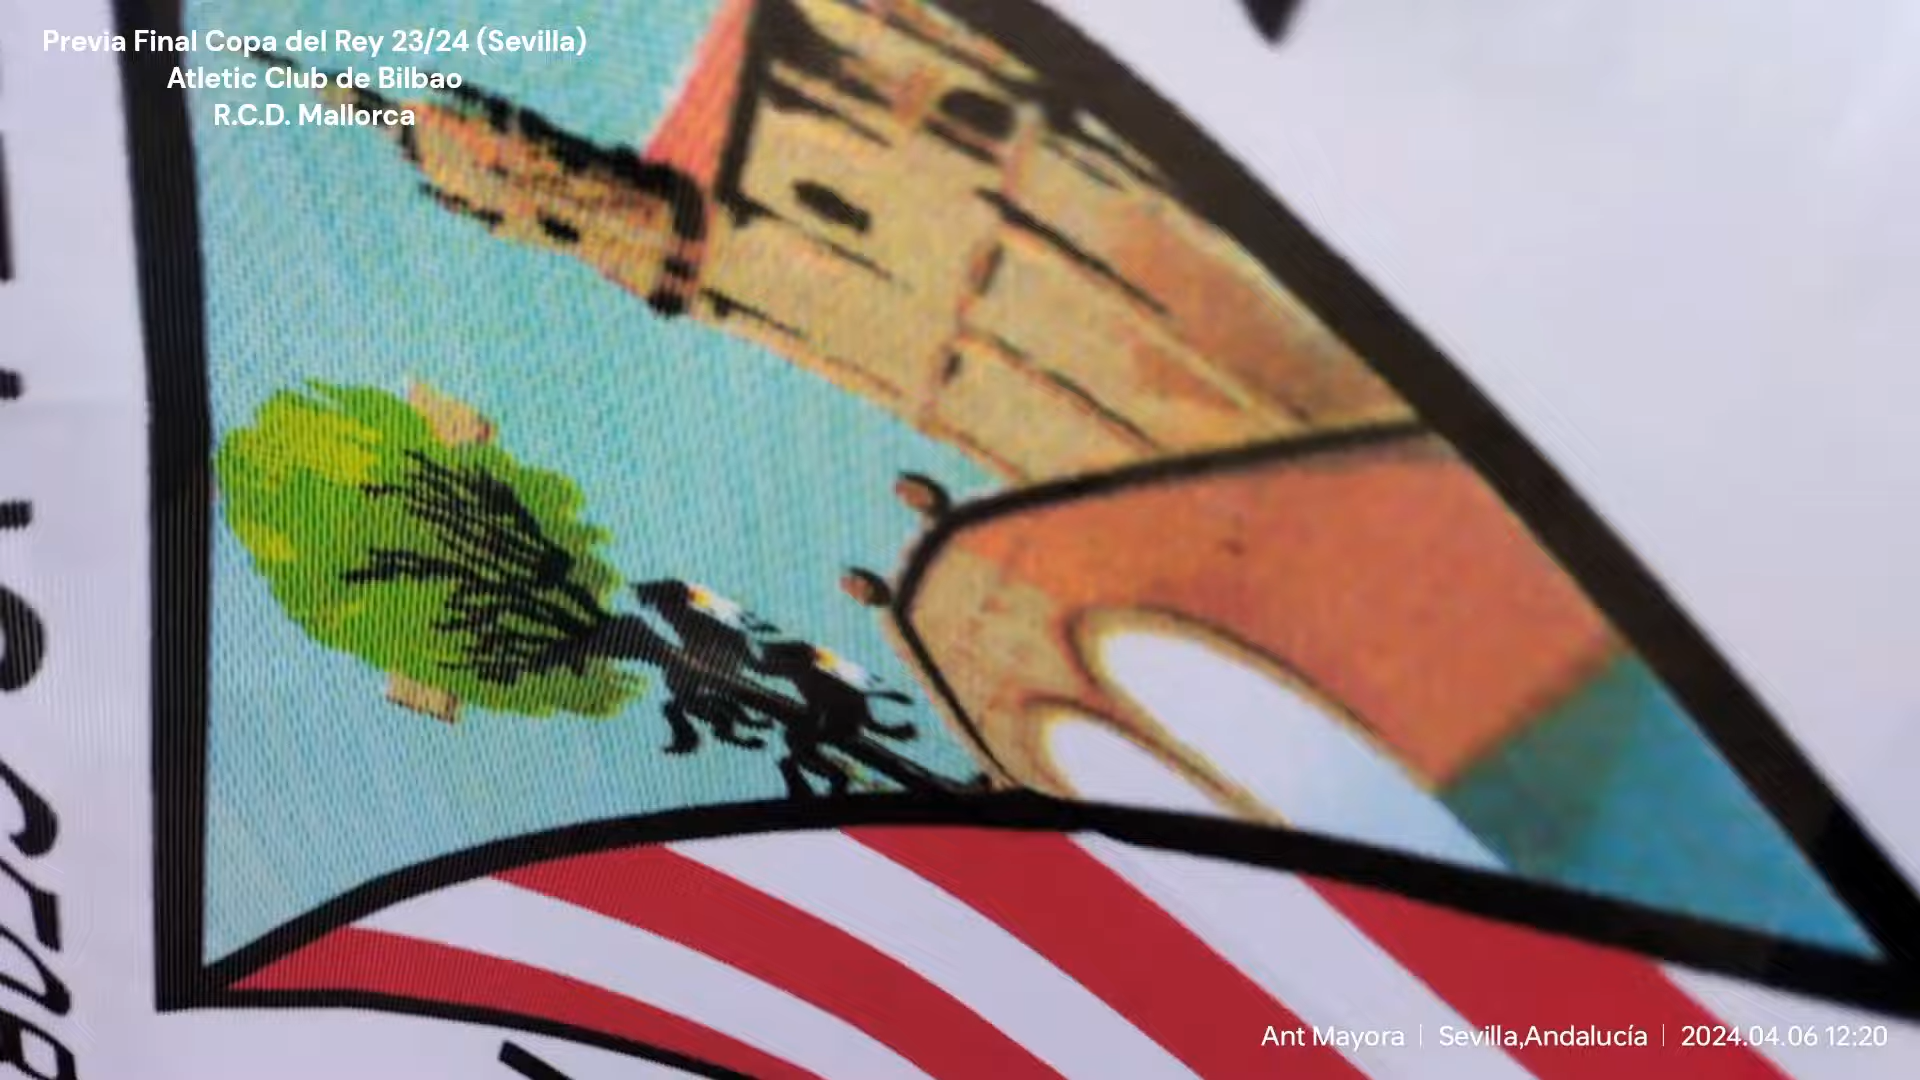 Previa Final Copa del Rey 23/24 (Sevilla)
Atletic Club de Bilbao
R.C.D. Mallorca
Ant Mayora | Sevilla,Andalucía | 2024.04.06 12:20